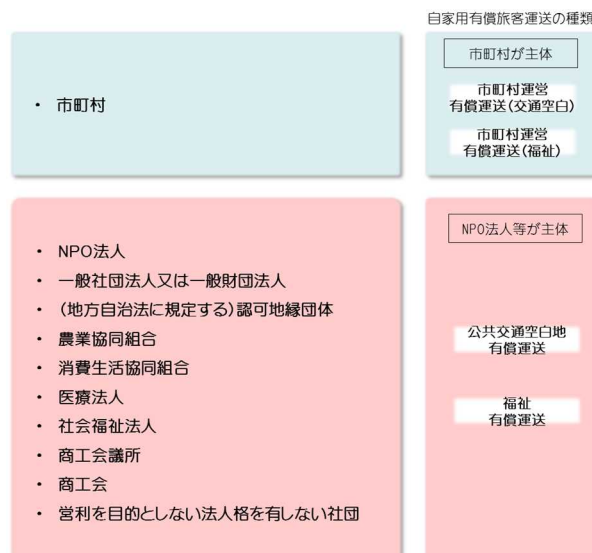 自家用有償旅客運送の種類
・ 市町村
市町村が主体
市町村運営
有償運送(交通空白)
市町村運営
有償運送(福祉)
・ NPO法人
・ 一般社団法人又は一般財団法人
・ (地方自治法に規定する)認可地縁団体
・ 農業協同組合
・ 消費生活協同組合
・ 医療法人
・ 社会福祉法人
・ 商工会議所
・ 商工会
・ 営利を目的としない法人格を有しない社団
NPO法人等が主体
公共交通空白地
有償運送
福祉
有償運送